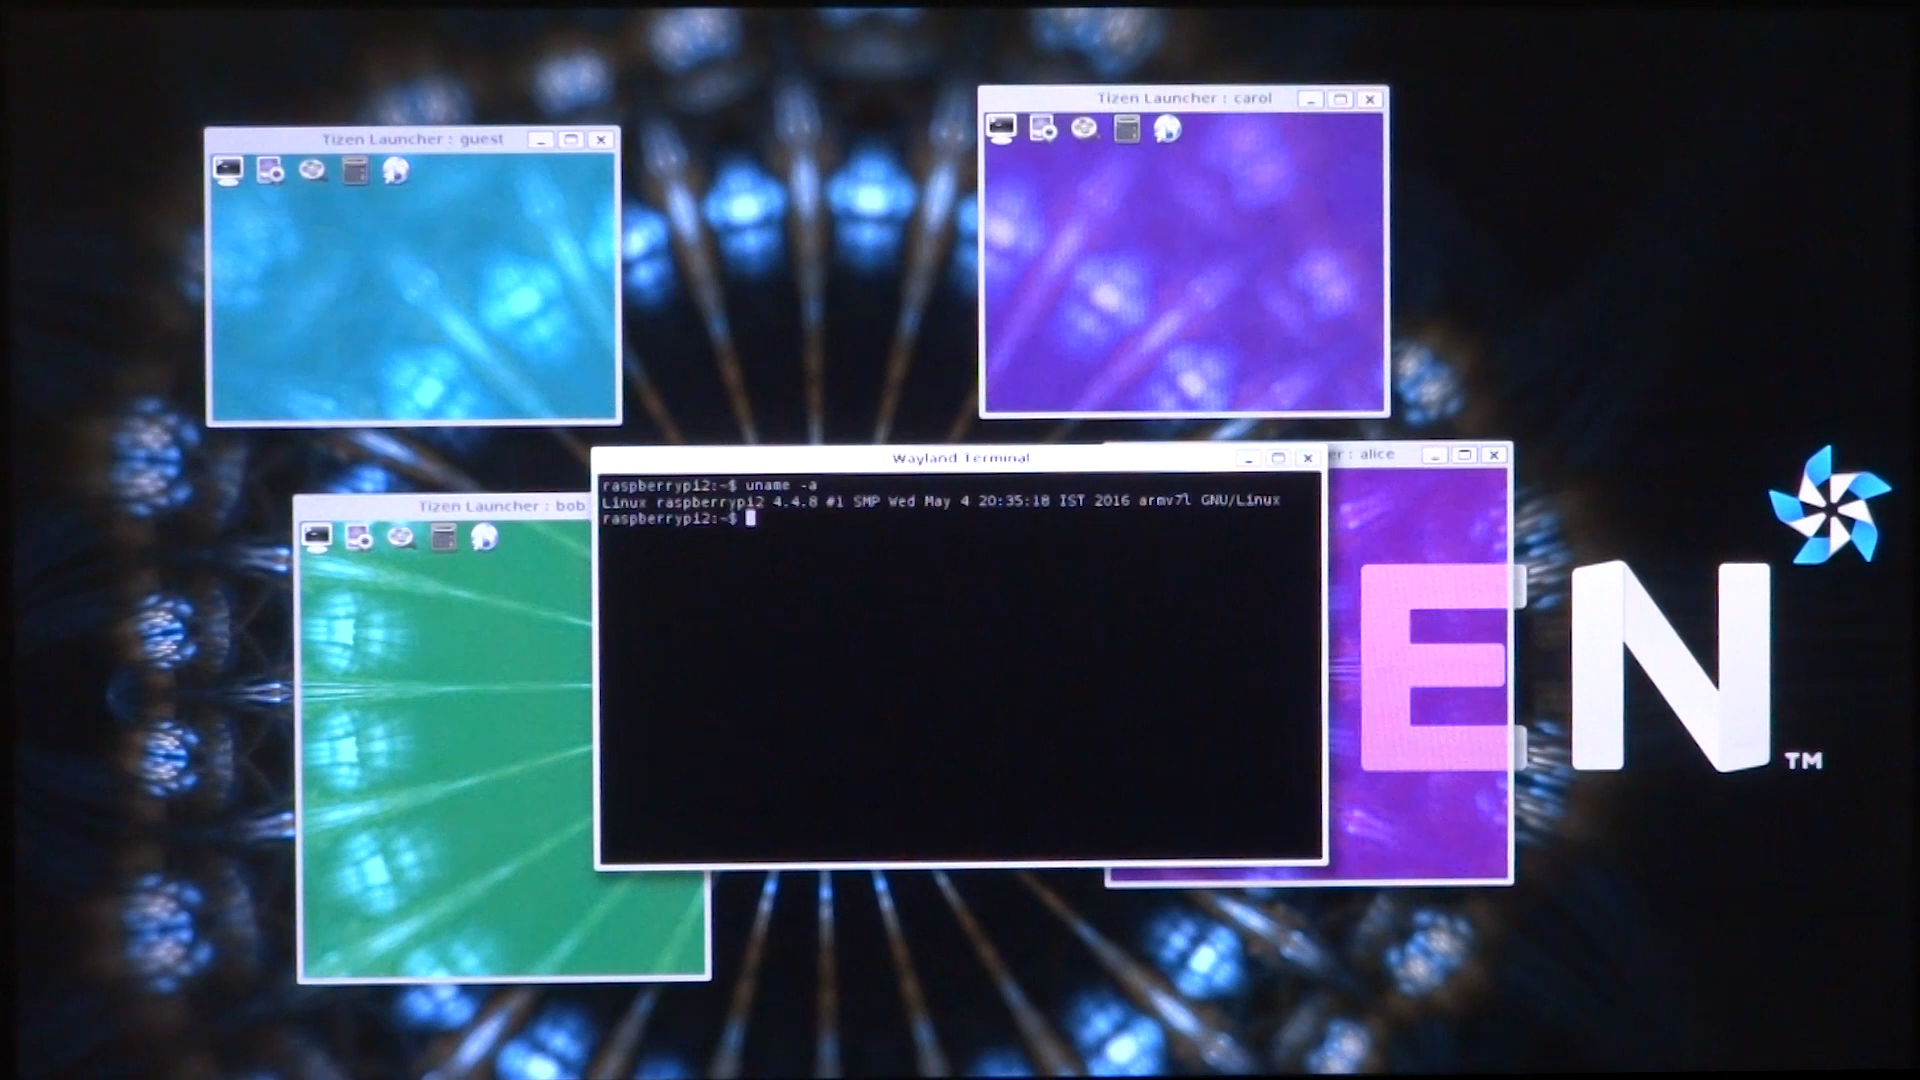 Tizen Launcher : carol
Tizen Launcher : guest
Wayland Terminal
er : alice
raspberrypi2:~$ uname -a
Linux raspberrypi2 4.4.8 #1 SMP Wed May 4 20:35:18 IST 2016 armv7l GNU/Linux
raspberrypi2:~$
Tizen Launcher : bob
EN
TM